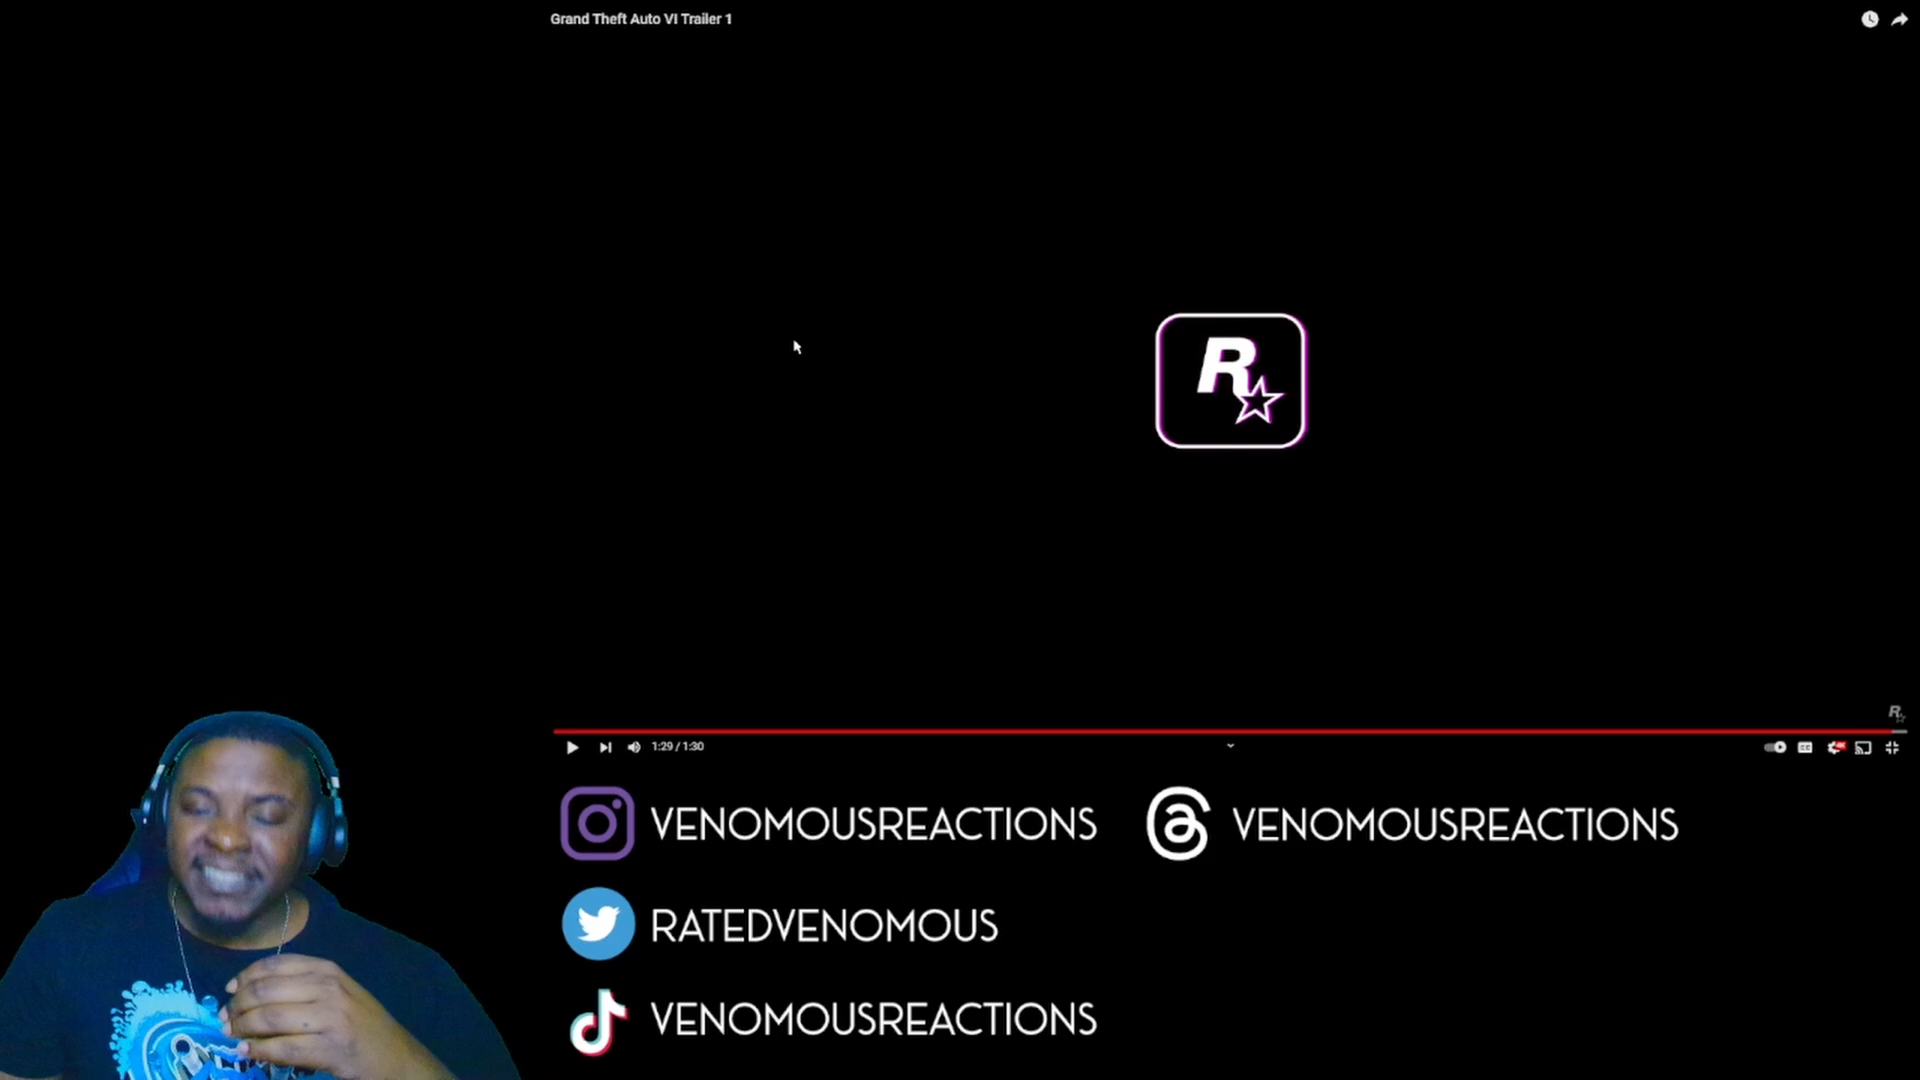 Grand Theft Auto VI Trailer 1
R
R
1:29 / 1:30
VENOMOUSREACTIONS
VENOMOUSREACTIONS
RATEDVENOMOUS
VENOMOUSREACTIONS